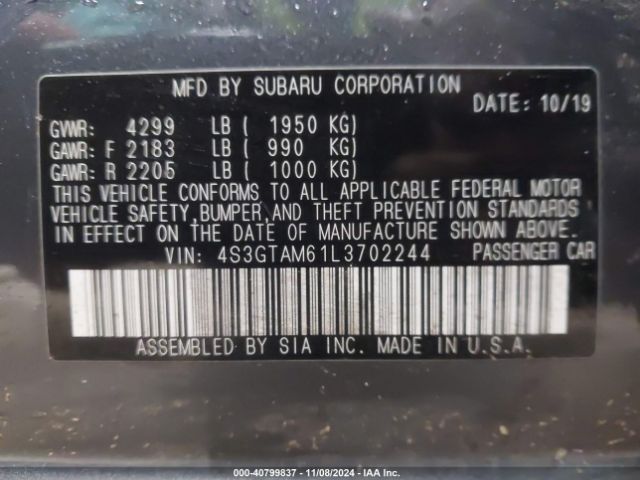 MFD BY SUBARU CORPORATION
DATE: 10/19
GVWR: 4299 LB ( 1950 KG)
GAWR: F 2183 LB ( 990 KG)
GAWR: R 2205 LB ( 1000 KG)
THIS VEHICLE CONFORMS TO ALL APPLICABLE FEDERAL MOTOR
VEHICLE SAFETY,BUMPER,AND THEFT PREVENTION STANDARDS
IN EFFECT ON THE DATE OF MANUFACTURE SHOWN ABOVE.
VIN: 4S3GTAM61L3702244 PASSENGER CAR
ASSEMBLED BY SIA INC. MADE IN U.S.A.
000-40799837 - 11/08/2024 - IAA Inc.